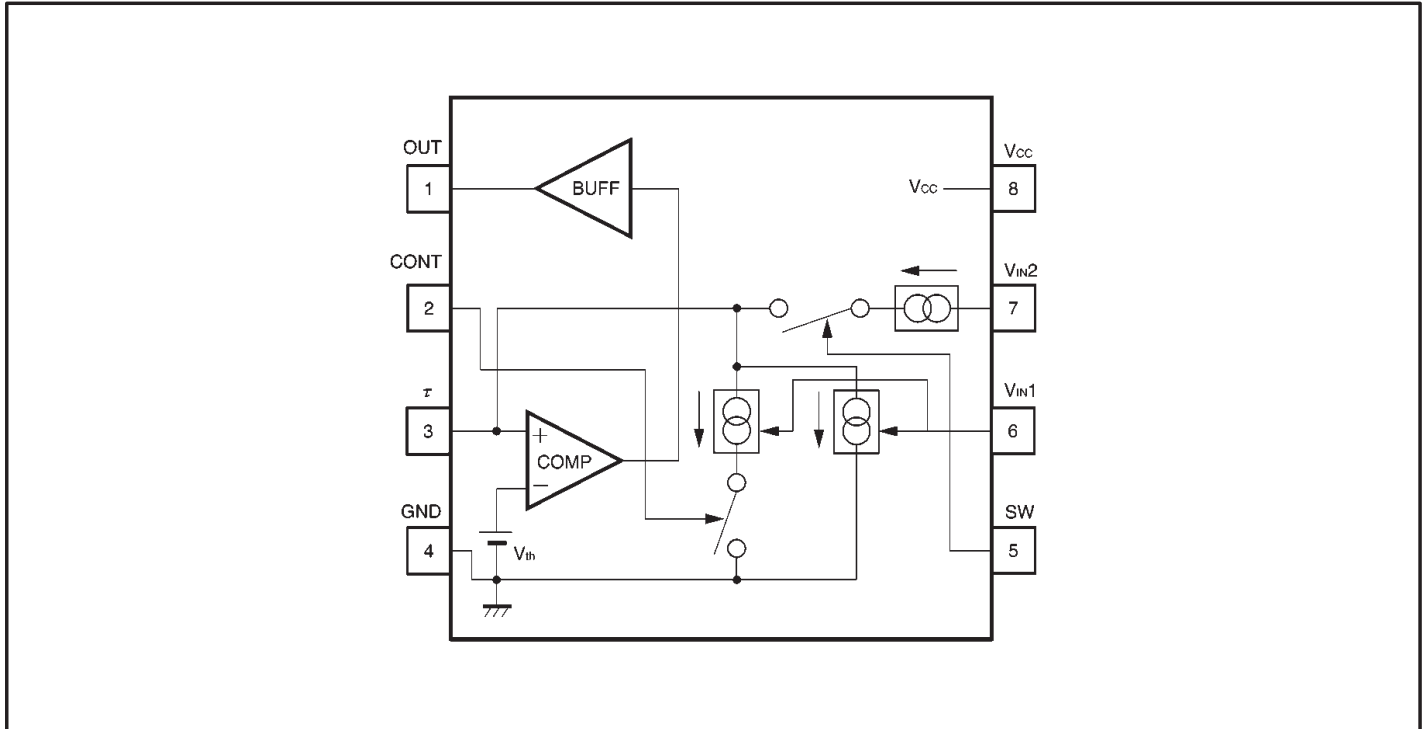 OUT
1
BUFF
Vcc
Vcc
8
CONT
2
VIN2
7
τ
3
+
COMP
−
VIN1
6
GND
4
Vth
SW
5